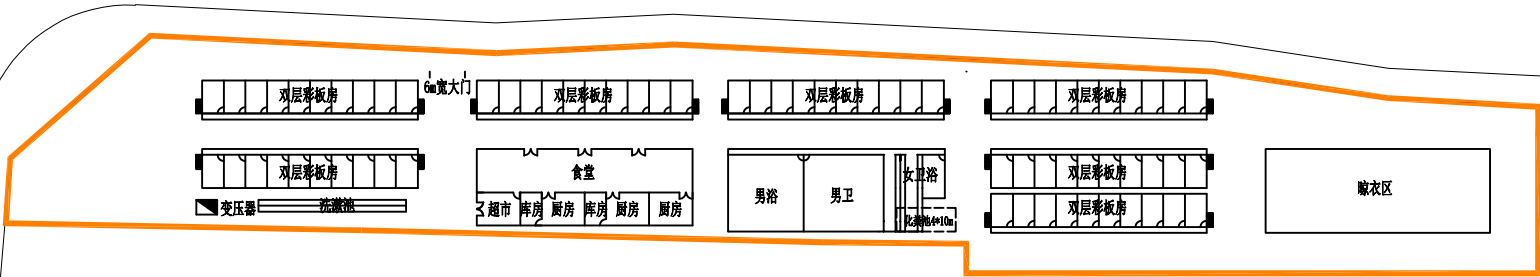 6m宽大门
双层彩板房
双层彩板房
双层彩板房
双层彩板房
双层彩板房
食堂
男浴
男卫
女卫浴
双层彩板房
晾衣区
变压器
洗漱池
超市
库房
厨房
库房
厨房
厨房
化粪池4*10m
双层彩板房